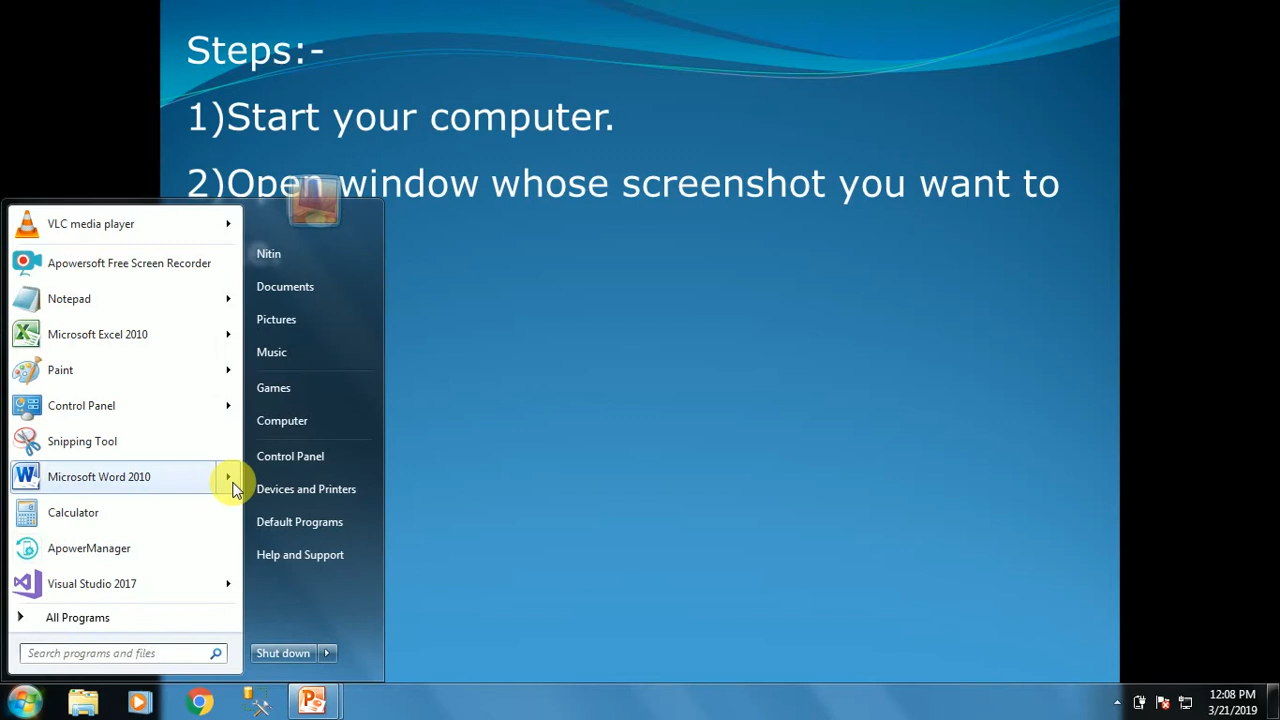 Steps:-
1)Start your computer.
2)Open window whose screenshot you want to
VLC media player
Apowersoft Free Screen Recorder
Notepad
Microsoft Excel 2010
Paint
Control Panel
Snipping Tool
Microsoft Word 2010
Calculator
ApowerManager
Visual Studio 2017
All Programs
Search programs and files
Nitin
Documents
Pictures
Music
Games
Computer
Control Panel
Devices and Printers
Default Programs
Help and Support
Shut down
12:08 PM
3/21/2019